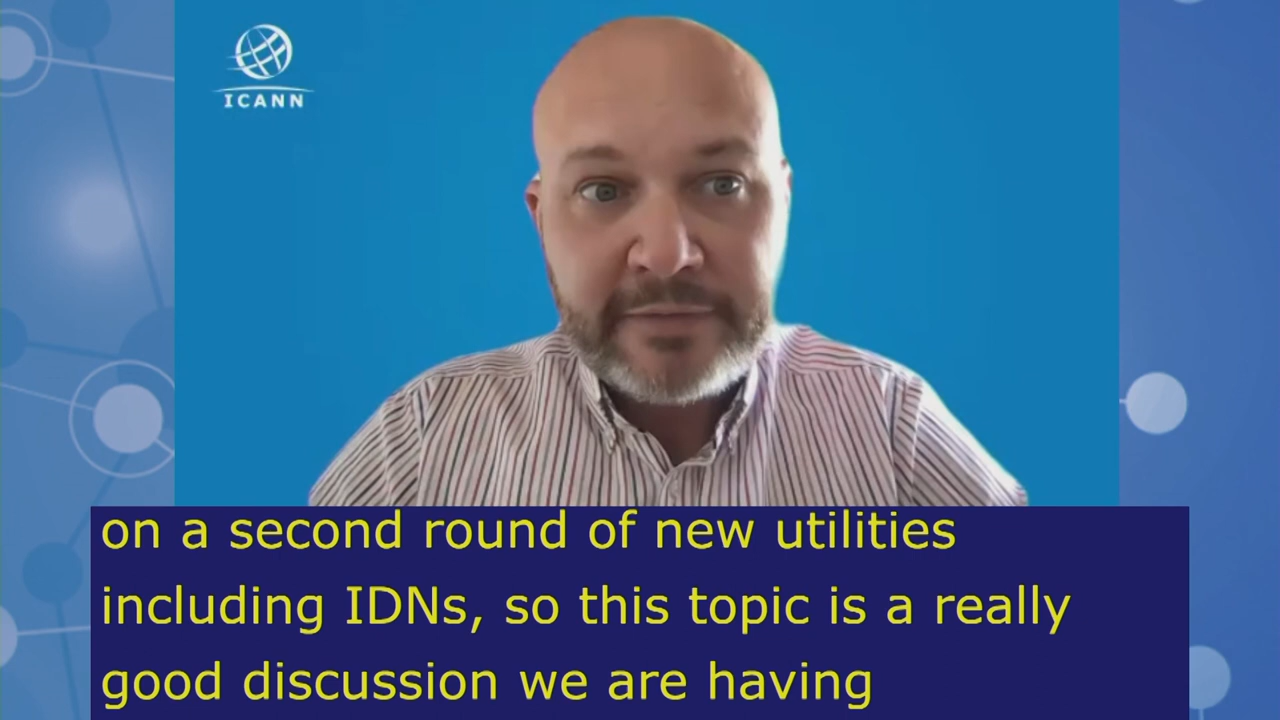 ICANN
on a second round of new utilities
including IDNs, so this topic is a really
good discussion we are having